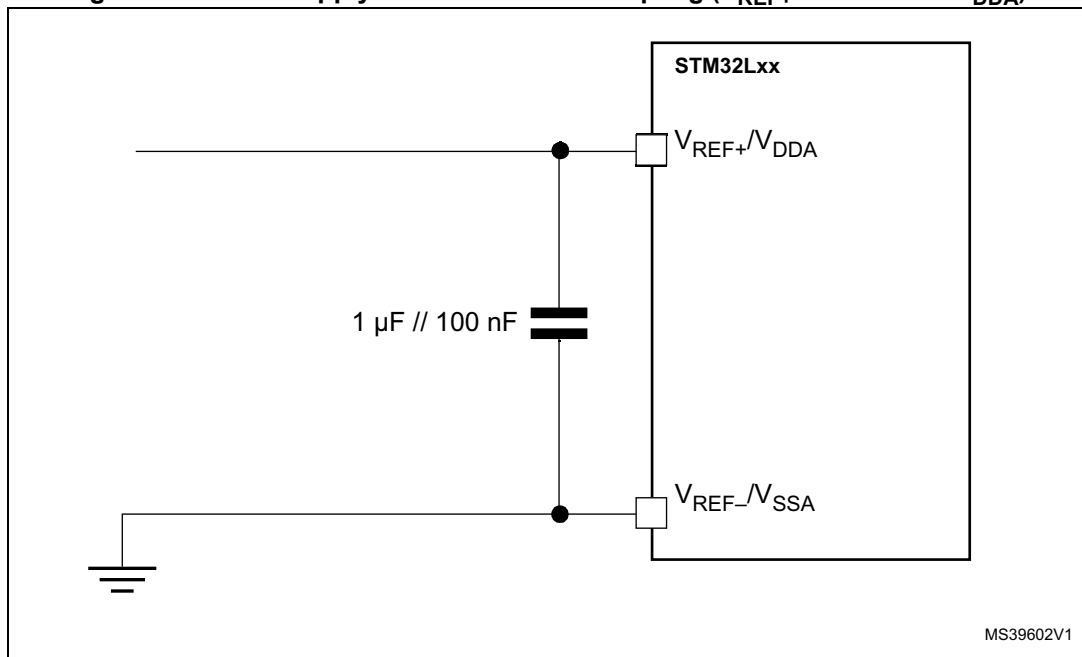 STM32Lxx
VREF+/VDDA
1 µF // 100 nF
VREF–/VSSA
MS39602V1